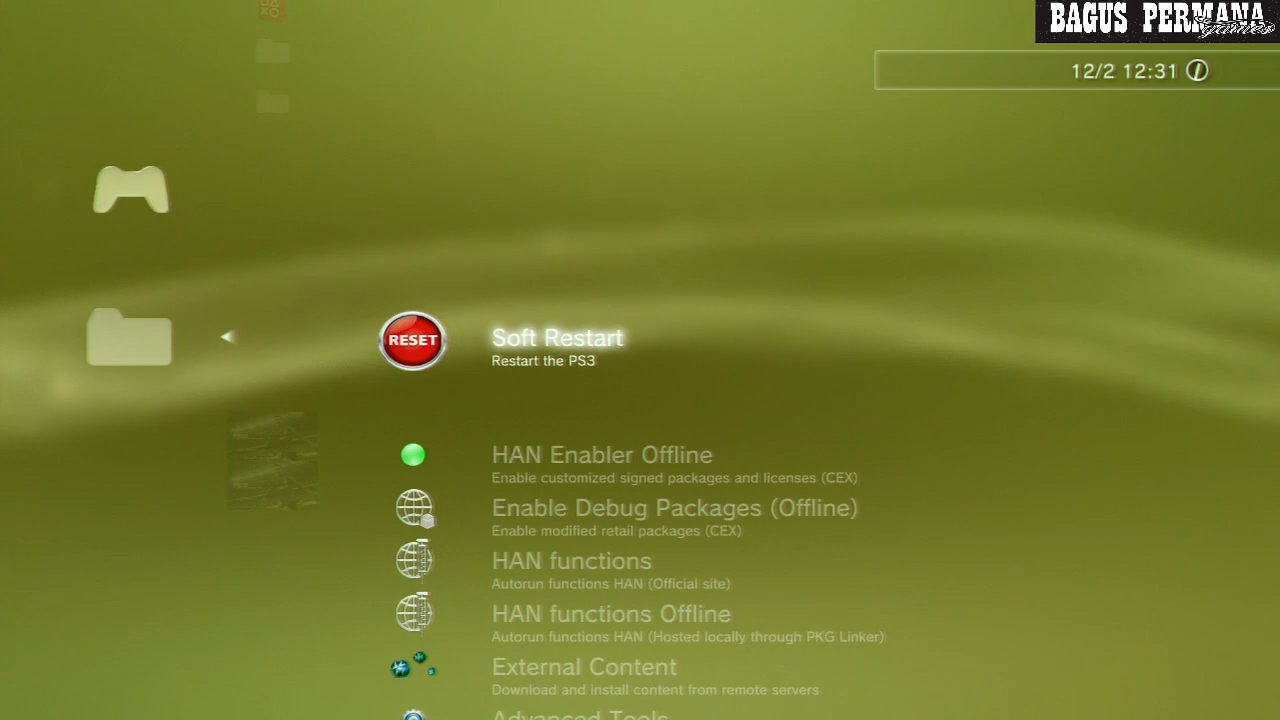 BAGUS PERMANA
games
12/2 12:31
RESET
Soft Restart
Restart the PS3
HAN Enabler Offline
Enable customized signed packages and licenses (CEX)
Enable Debug Packages (Offline)
Enable modified retail packages (CEX)
HAN functions
Autorun functions HAN (Official site)
HAN functions Offline
Autorun functions HAN (Hosted locally through PKG Linker)
External Content
Download and install content from remote servers
Advanced Tools